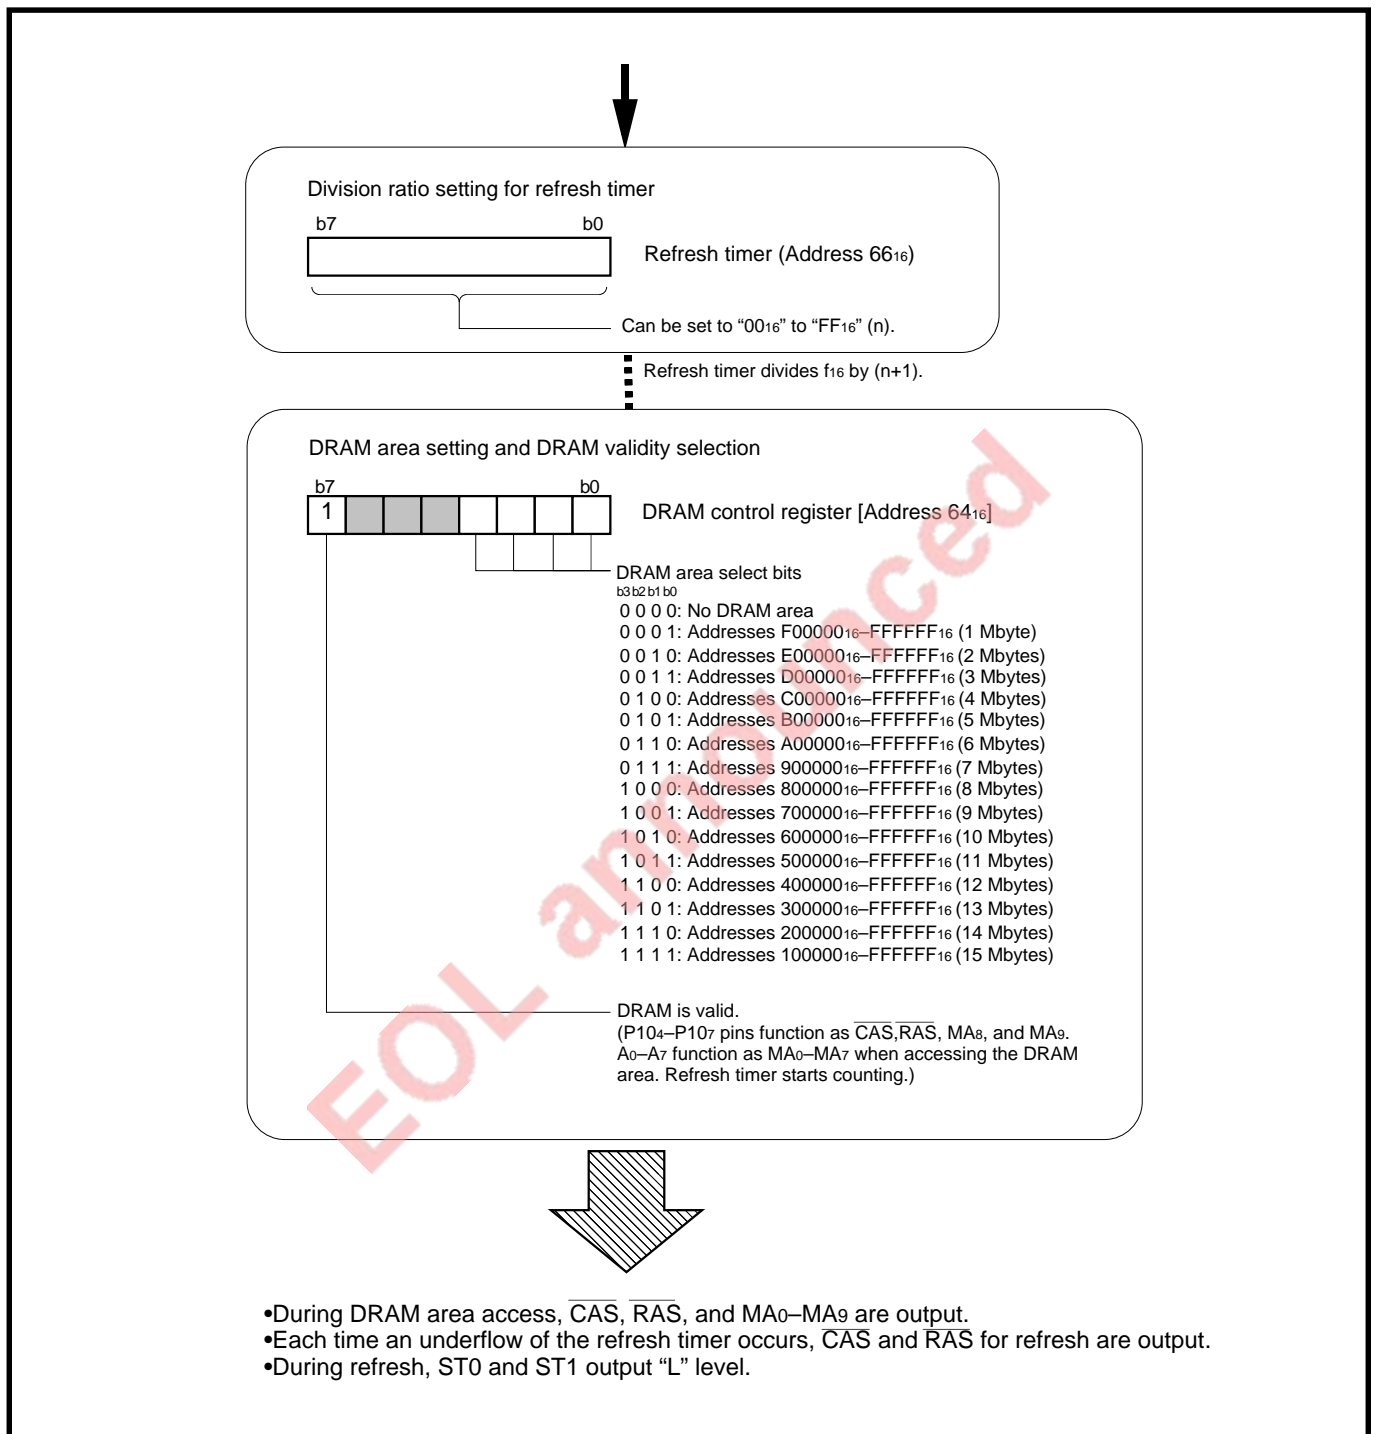 Division ratio setting for refresh timer
b7 b0
Refresh timer (Address 6616)
Can be set to “0016” to “FF16” (n).
Refresh timer divides f16 by (n+1).
DRAM area setting and DRAM validity selection
b7 b0
1
DRAM control register [Address 6416]
DRAM area select bits
b3 b2 b1 b0
0 0 0 0: No DRAM area
0 0 0 1: Addresses F0000016–FFFFFF16 (1 Mbyte)
0 0 1 0: Addresses E0000016–FFFFFF16 (2 Mbytes)
0 0 1 1: Addresses D0000016–FFFFFF16 (3 Mbytes)
0 1 0 0: Addresses C0000016–FFFFFF16 (4 Mbytes)
0 1 0 1: Addresses B0000016–FFFFFF16 (5 Mbytes)
0 1 1 0: Addresses A0000016–FFFFFF16 (6 Mbytes)
0 1 1 1: Addresses 90000016–FFFFFF16 (7 Mbytes)
1 0 0 0: Addresses 80000016–FFFFFF16 (8 Mbytes)
1 0 0 1: Addresses 70000016–FFFFFF16 (9 Mbytes)
1 0 1 0: Addresses 60000016–FFFFFF16 (10 Mbytes)
1 0 1 1: Addresses 50000016–FFFFFF16 (11 Mbytes)
1 1 0 0: Addresses 40000016–FFFFFF16 (12 Mbytes)
1 1 0 1: Addresses 30000016–FFFFFF16 (13 Mbytes)
1 1 1 0: Addresses 20000016–FFFFFF16 (14 Mbytes)
1 1 1 1: Addresses 10000016–FFFFFF16 (15 Mbytes)
DRAM is valid.
(P104–P107 pins function as CAS,RAS, MA8, and MA9.
A0–A7 function as MA0–MA7 when accessing the DRAM
area. Refresh timer starts counting.)
•During DRAM area access, CAS, RAS, and MA0–MA9 are output.
•Each time an underflow of the refresh timer occurs, CAS and RAS for refresh are output.
•During refresh, ST0 and ST1 output “L” level.
EOL announced